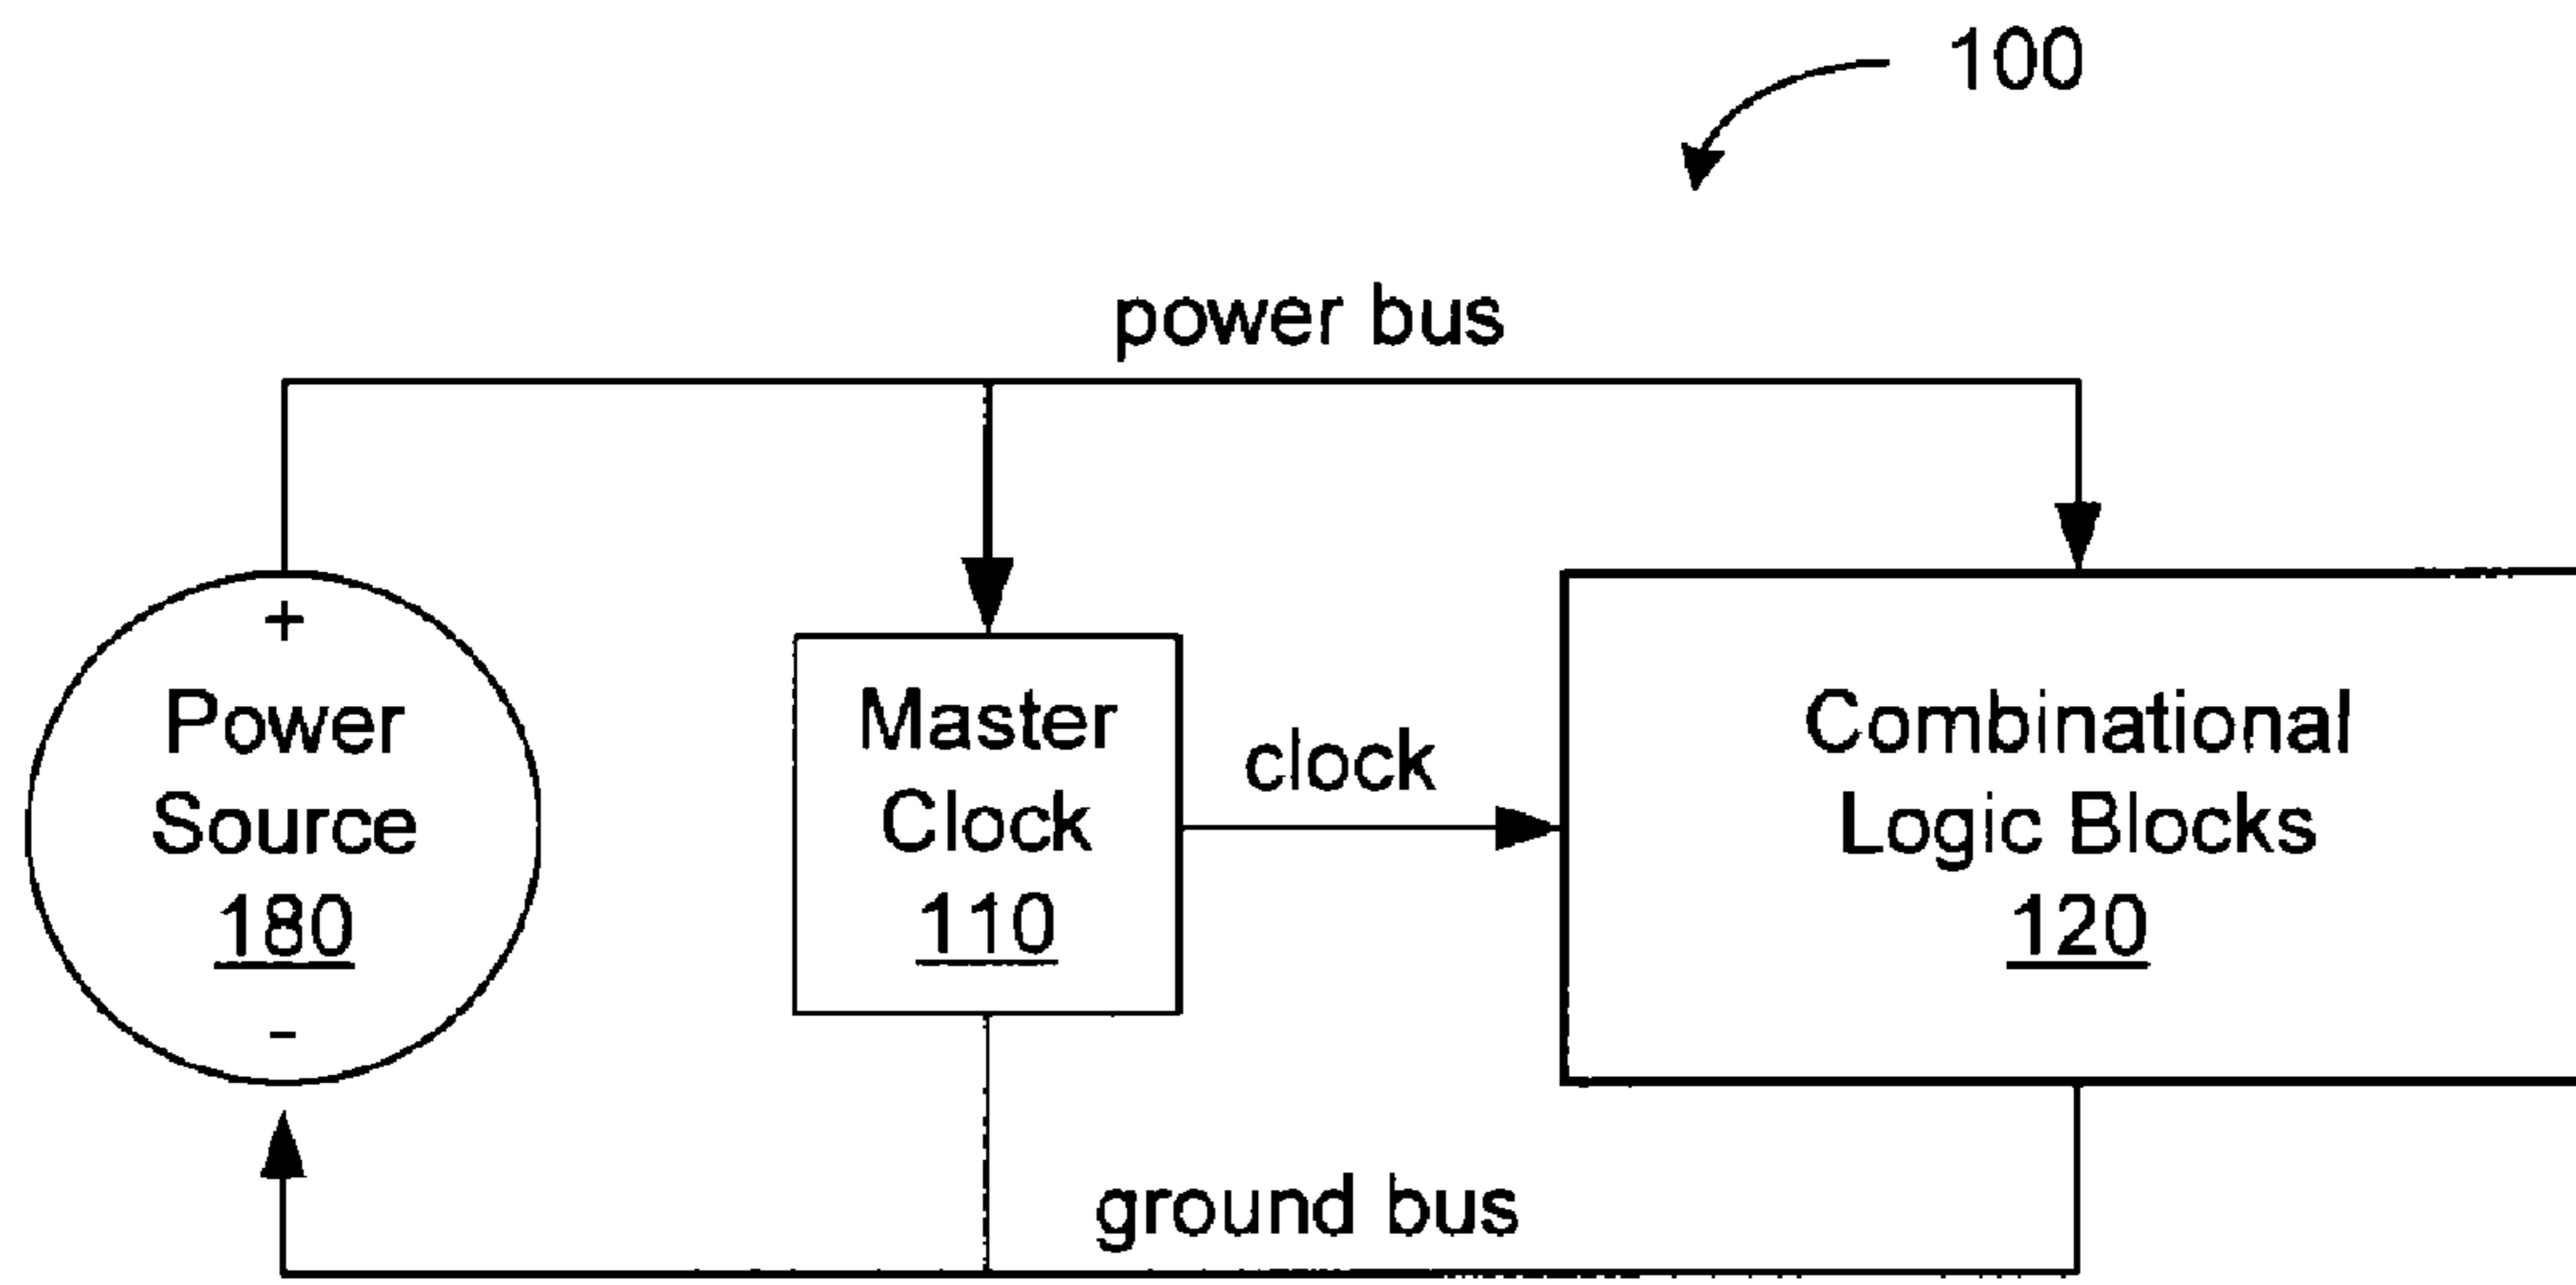 100
power bus
+
Power
Source
180
-
Master
Clock
110
clock
Combinational
Logic Blocks
120
ground bus